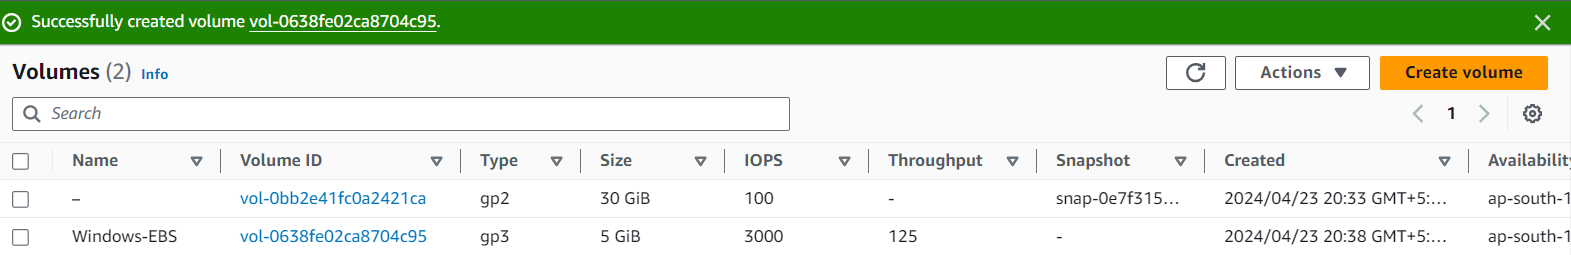 Successfully created volume vol-0638fe02ca8704c95.
Volumes (2) Info
Actions
Create volume
Search
1
Name Volume ID Type Size IOPS Throughput Snapshot Created Availability
– vol-0bb2e41fc0a2421ca gp2 30 GiB 100 - snap-0e7f315... 2024/04/23 20:33 GMT+5:... ap-south-1
Windows-EBS vol-0638fe02ca8704c95 gp3 5 GiB 3000 125 - 2024/04/23 20:38 GMT+5:... ap-south-1